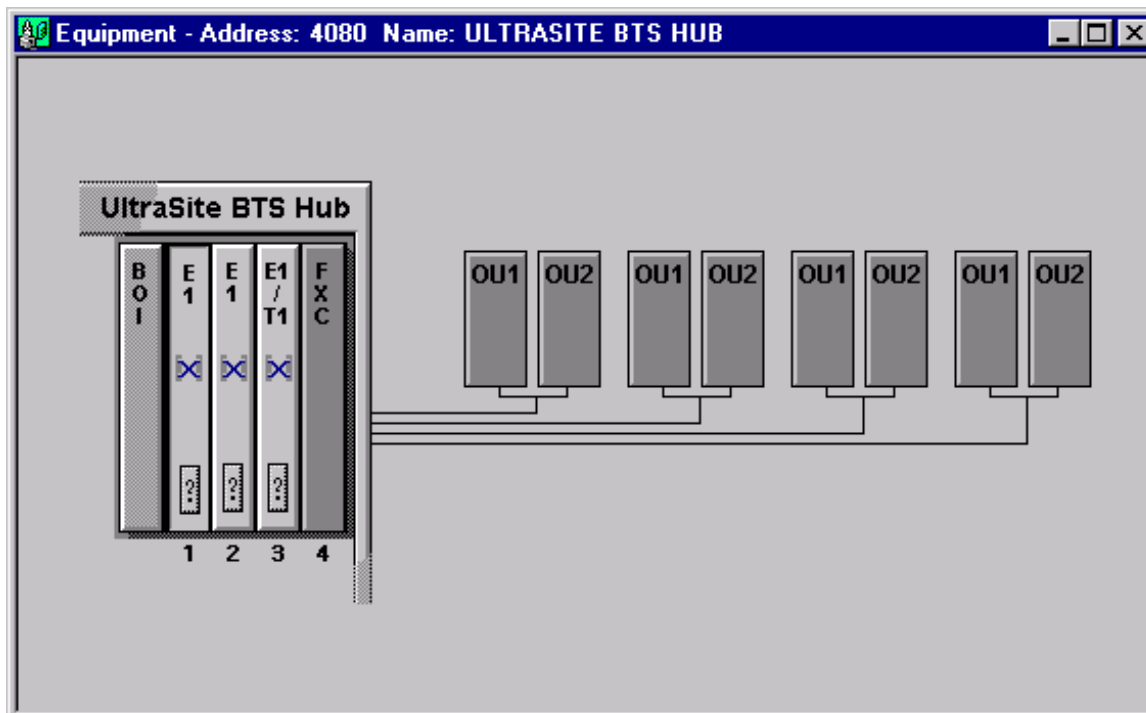 Equipment - Address: 4080 Name: ULTRASITE BTS HUB
UltraSite BTS Hub
BOI
E1
E1
E1/T1
FXC
OU1 OU2 OU1 OU2 OU1 OU2 OU1 OU2
? ? ?
1 2 3 4